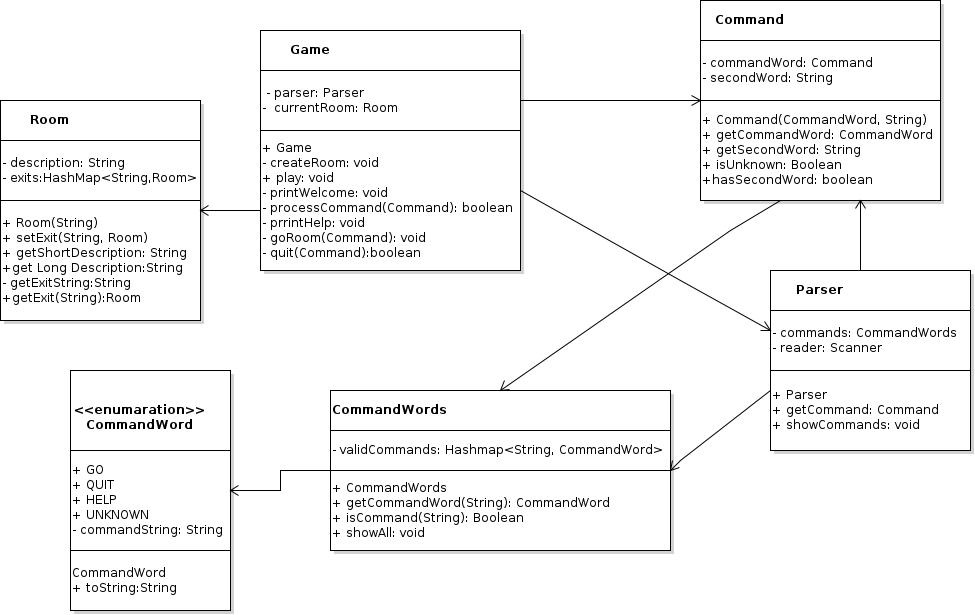 Command
- commandWord: Command
- secondWord: String
+ Command(CommandWord, String)
+ getCommandWord: CommandWord
+ getSecondWord: String
+ isUnknown: Boolean
+hasSecondWord: boolean
Game
- parser: Parser
- currentRoom: Room
+ Game
- createRoom: void
+ play: void
- printWelcome: void
- processCommand(Command): boolean
- prrintHelp: void
- goRoom(Command): void
- quit(Command):boolean
Room
- description: String
- exits:HashMap<String,Room>
+ Room(String)
+ setExit(String, Room)
+ getShortDescription: String
+get Long Description:String
- getExitString:String
+getExit(String):Room
Parser
- commands: CommandWords
- reader: Scanner
+ Parser
+ getCommand: Command
+ showCommands: void
<<enumaration>>
CommandWord
+ GO
+ QUIT
+ HELP
+ UNKNOWN
- commandString: String
CommandWord
+ toString:String
CommandWords
- validCommands: Hashmap<String, CommandWord>
+ CommandWords
+ getCommandWord(String): CommandWord
+ isCommand(String): Boolean
+ showAll: void